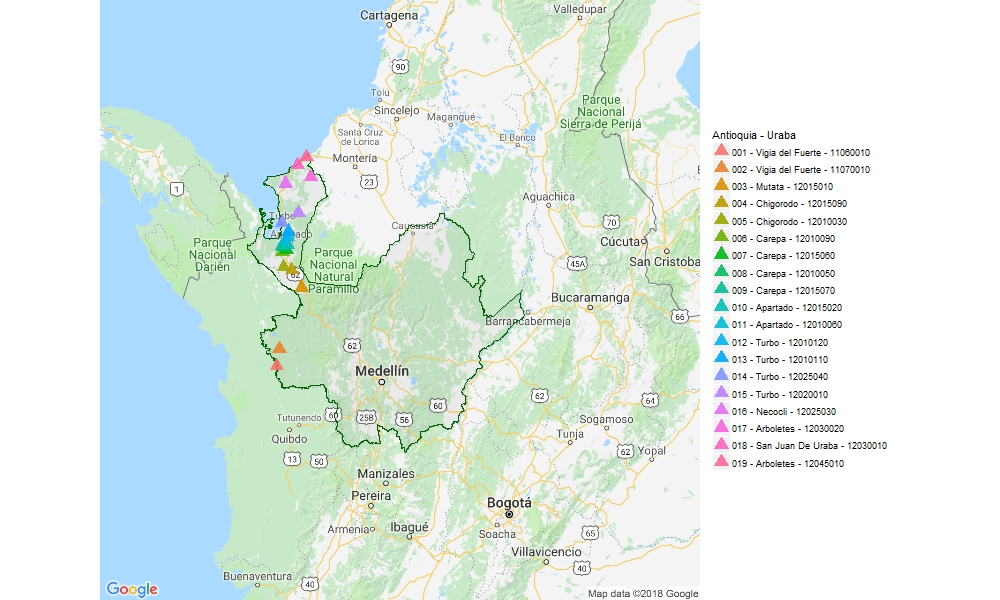 Cartagena
Valledupar
90
Tolú
Sincelejo
Magangué
Parque
Nacional
Sierra de Perijá
Santa Cruz
de Lorica
El Banco
Montería
1
23
Aguachica
Turbo
70
Caucasia
Cúcuta
Parque
Nacional
Darién
Parque
Nacional
Natural
Paramillo
45A
San Cristoba
62
Bucaramanga
66
Barrancabermeja
62
Medellín
62
64
60
60
25B
56
Tutunendo
Sogamoso
Quibdo
Tunja
62
Yopal
13
50
Manizales
Pereira
Bogotá
Armenia
Ibagué
Soacha
65
Villavicencio
40
Buenaventura
40
Google
Map data ©2018 Google
Antioquia - Uraba
001 - Vigia del Fuerte - 11060010
002 - Vigia del Fuerte - 11070010
003 - Mutata - 12015010
004 - Chigorodo - 12015090
005 - Chigorodo - 12010030
006 - Carepa - 12010090
007 - Carepa - 12015060
008 - Carepa - 12010050
009 - Carepa - 12015070
010 - Apartado - 12015020
011 - Apartado - 12010060
012 - Turbo - 12010120
013 - Turbo - 12010110
014 - Turbo - 12025040
015 - Turbo - 12020010
016 - Necocli - 12025030
017 - Arboletes - 12030020
018 - San Juan De Uraba - 12030010
019 - Arboletes - 12045010